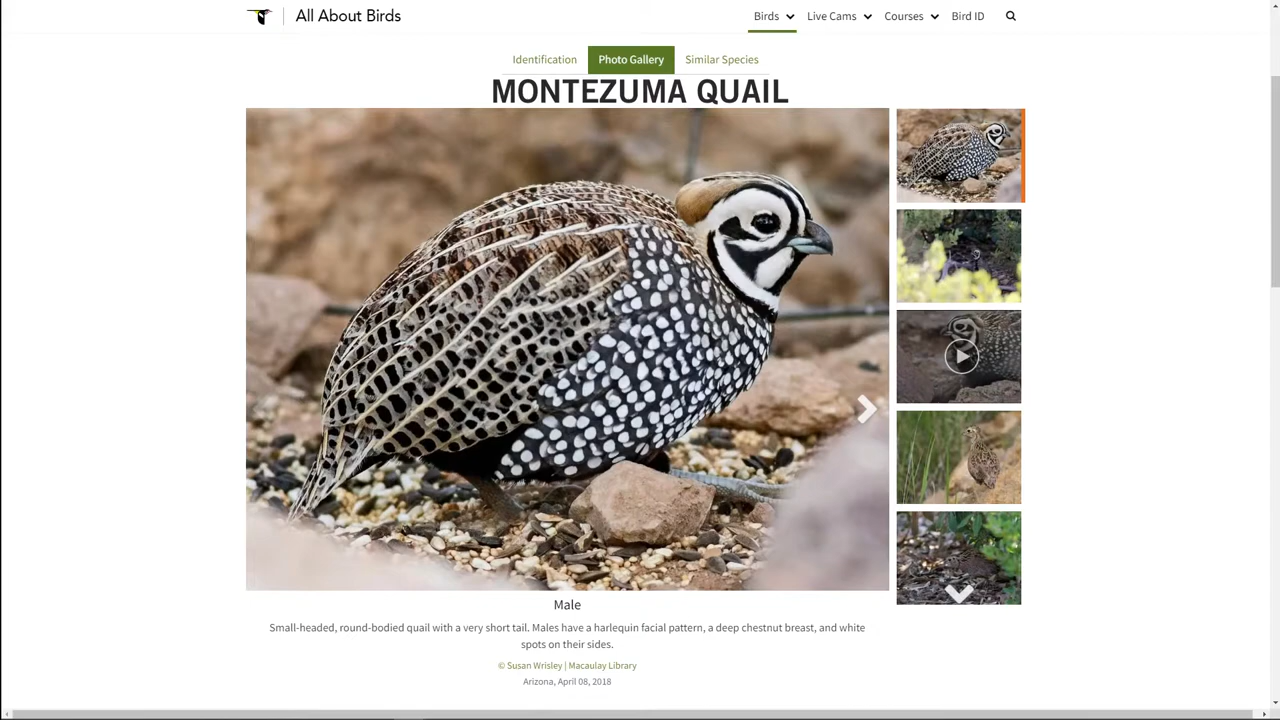 All About Birds
Birds
Live Cams
Courses
Bird ID
Identification
Photo Gallery
Similar Species
MONTEZUMA QUAIL
Male
Small-headed, round-bodied quail with a very short tail. Males have a harlequin facial pattern, a deep chestnut breast, and white
spots on their sides.
© Susan Wrisley | Macaulay Library
Arizona, April 08, 2018